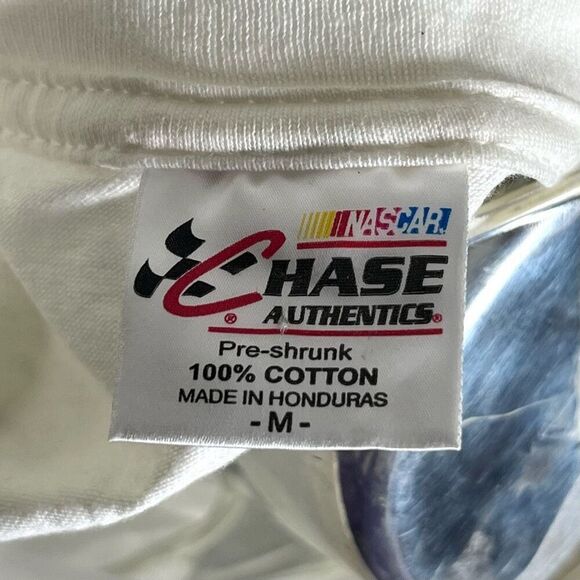 NASCAR®
CHASE
AUTHENTICS®
®
Pre-shrunk
100% COTTON
MADE IN HONDURAS
- M -